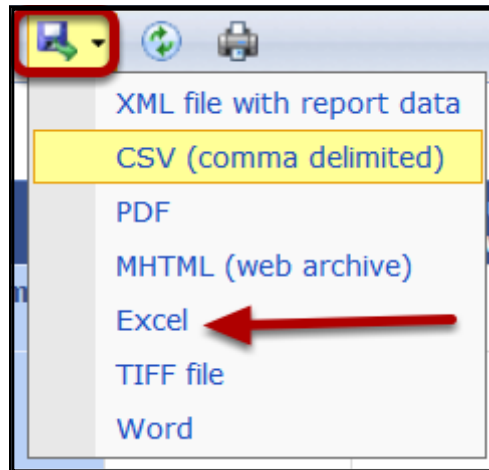 XML file with report data
CSV (comma delimited)
PDF
MHTML (web archive)
Excel
TIFF file
Word